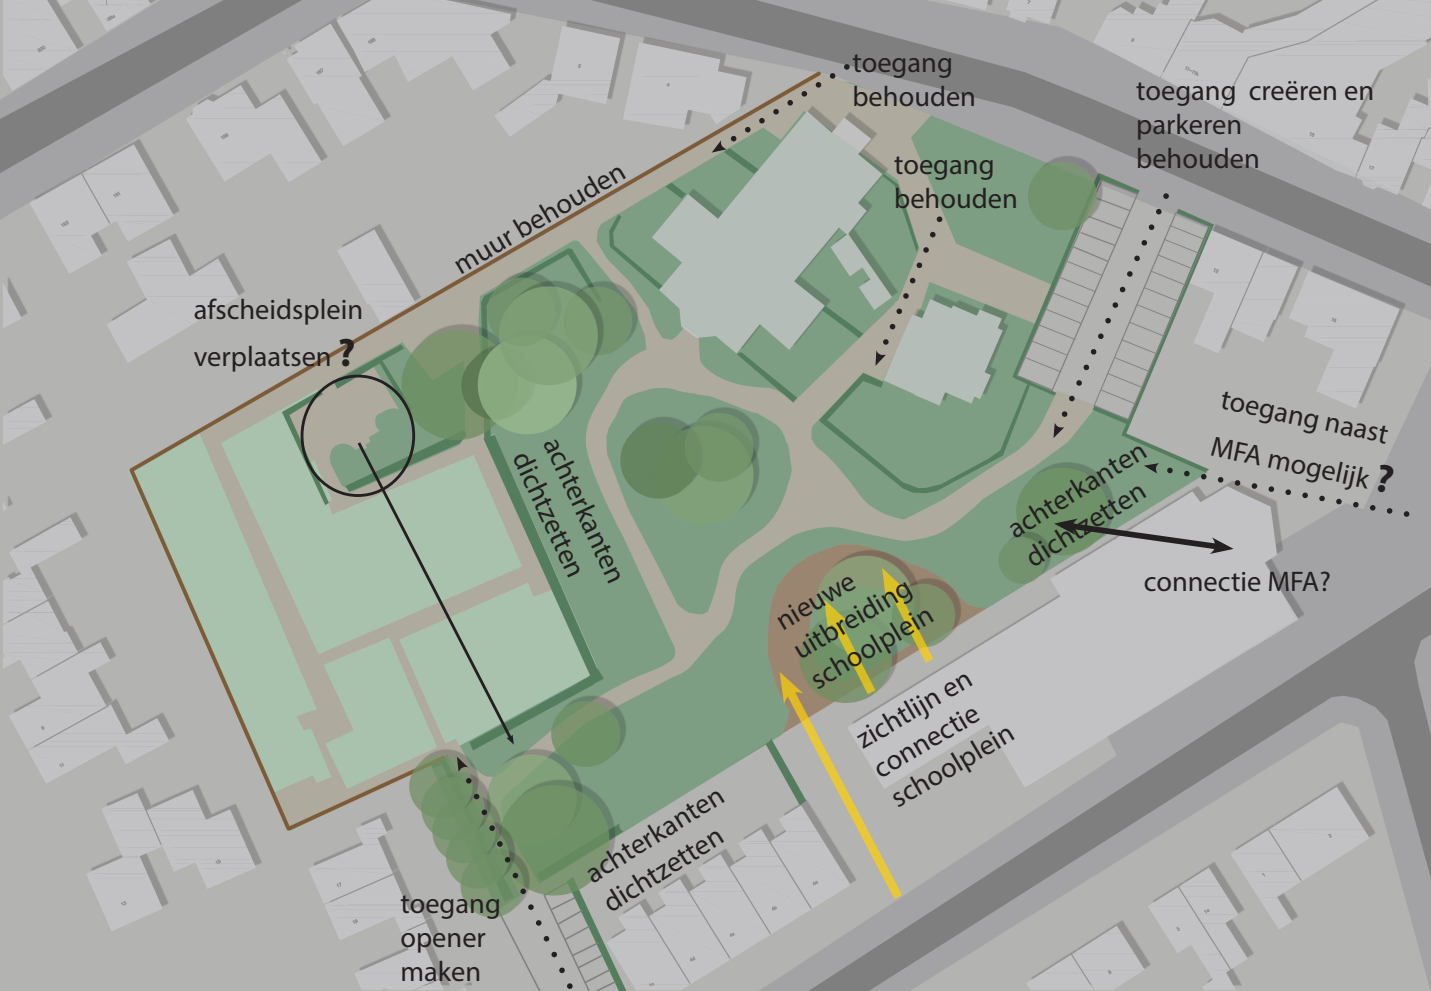 toegang
behouden
toegang creëren en
parkeren
behouden
toegang
behouden
muur behouden
afscheidsplein
verplaatsen ?
toegang naast
MFA mogelijk ?
achterkanten
dichtzetten
achterkanten
dichtzetten
connectie MFA?
nieuwe
uitbreiding
schoolplein
zichtlijn en
connectie
schoolplein
achterkanten
dichtzetten
toegang
opener
maken